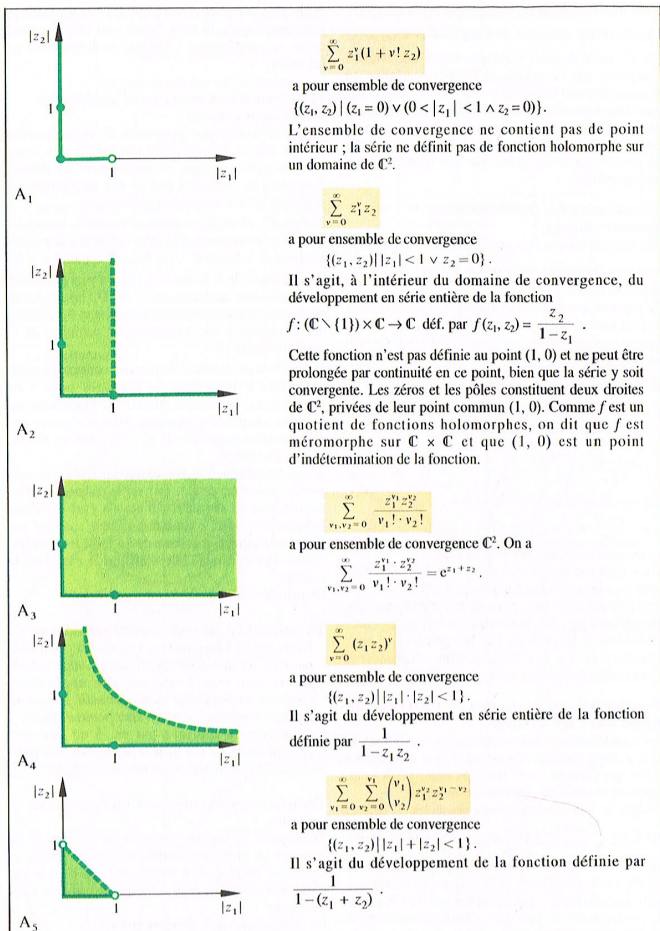 |z₂|
1
1
|z₁|
A₁
∑_{ν=0}^{∞} z₁^ν (1 + ν! z₂)
a pour ensemble de convergence
{(z₁, z₂) | (z₁ = 0) ∨ (0 < |z₁| < 1 ∧ z₂ = 0)}.
L'ensemble de convergence ne contient pas de point
intérieur ; la série ne définit pas de fonction holomorphe sur
un domaine de ℂ².
|z₂|
1
1
|z₁|
A₂
∑_{ν=0}^{∞} z₁^ν z₂
a pour ensemble de convergence
{(z₁, z₂) | |z₁| < 1 ∨ z₂ = 0}.
Il s'agit, à l'intérieur du domaine de convergence, du
développement en série entière de la fonction
f : (ℂ \ {1}) × ℂ → ℂ déf. par f(z₁, z₂) = z₂ / (1 − z₁) .
Cette fonction n'est pas définie au point (1, 0) et ne peut être
prolongée par continuité en ce point, bien que la série y soit
convergente. Les zéros et les pôles constituent deux droites
de ℂ², privées de leur point commun (1, 0). Comme f est un
quotient de fonctions holomorphes, on dit que f est
méromorphe sur ℂ × ℂ et que (1, 0) est un point
d'indétermination de la fonction.
|z₂|
1
1
|z₁|
A₃
∑_{ν₁,ν₂=0}^{∞} z₁^{ν₁} z₂^{ν₂} / (ν₁! · ν₂!)
a pour ensemble de convergence ℂ². On a
∑_{ν₁,ν₂=0}^{∞} z₁^{ν₁} · z₂^{ν₂} / (ν₁! · ν₂!) = e^{z₁+z₂}.
|z₂|
1
1
|z₁|
A₄
∑_{ν=0}^{∞} (z₁ z₂)^ν
a pour ensemble de convergence
{(z₁, z₂) | |z₁| · |z₂| < 1}.
Il s'agit du développement en série entière de la fonction
définie par 1 / (1 − z₁ z₂) .
|z₂|
1
1
|z₁|
A₅
∑_{ν₁=0}^{∞} ∑_{ν₂=0}^{ν₁} (ν₁ ν₂) z₁^{ν₂} z₂^{ν₁−ν₂}
a pour ensemble de convergence
{(z₁, z₂) | |z₁| + |z₂| < 1}.
Il s'agit du développement de la fonction définie par
1 / (1 − (z₁ + z₂)) .